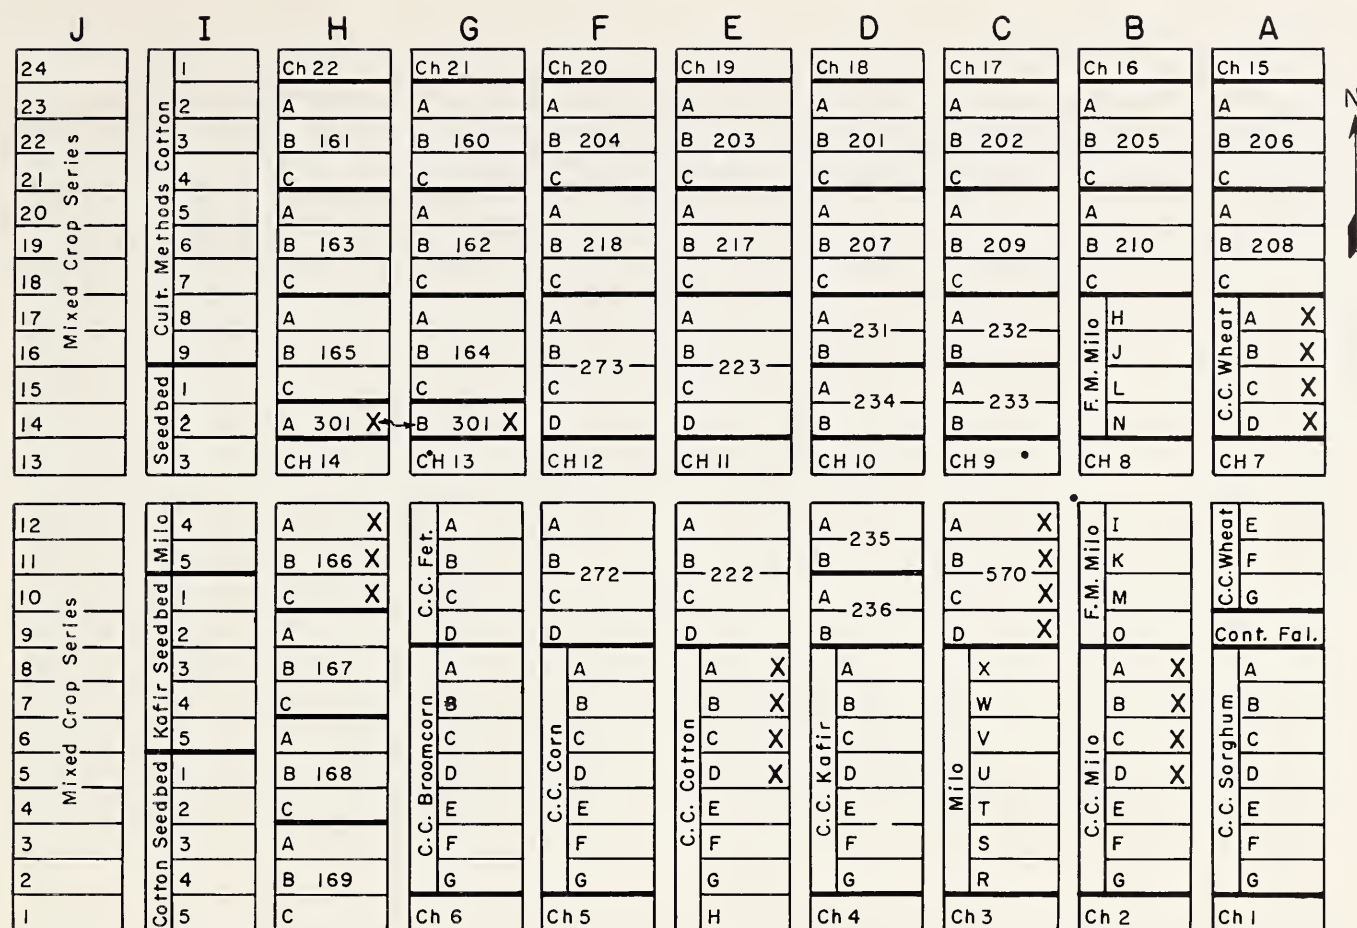 J I H G F E D C B A
24 1 Ch 22 Ch 21 Ch 20 Ch 19 Ch 18 Ch 17 Ch 16 Ch 15
23 2 A A A A A A A A
22 3 B 161 B 160 B 204 B 203 B 201 B 202 B 205 B 206
21 4 C C C C C C C C
20 5 A A A A A A A A
19 6 B 163 B 162 B 218 B 217 B 207 B 209 B 210 B 208
18 7 C C C C C C C C
17 8 A A A A A 231 A 232 H A X
16 9 B 165 B 164 B 273 B 223 B B J B X
15 1 C C C C A 234 A 233 L C X
14 2 A 301 X B 301 X D D B B N D X
13 3 CH 14 CH 13 CH 12 CH 11 CH 10 CH 9 CH 8 CH 7
Mixed Crop Series
Cult. Methods Cotton
Seedbed
F.M. Milo
C.C. Wheat
N
12 4 A X A A A A 235 A X I E
11 5 B 166 X B B 272 B 222 B B X 570 K F
10 1 C X C C C A 236 C X M G
9 2 A D D D B D X O Cont. Fal.
8 3 B 167 A A A X A X A X A
7 4 C B B B X B W B X B
6 5 A C C C X C V C X C
5 1 B 168 D D D X D U D X D
4 2 C E E E E T E E
3 3 A F F F F S F F
2 4 B 169 G G G G R G G
1 5 C Ch 6 Ch 5 H Ch 4 Ch 3 Ch 2 Ch 1
Mixed Crop Series
Milo
Kafir Seedbed
Cotton Seedbed
C.C. Fet.
C.C. Broomcorn
C.C. Corn
C.C. Cotton
C.C. Kafir
Milo
F.M. Milo
C.C. Milo
C.C. Wheat
C.C. Sorghum